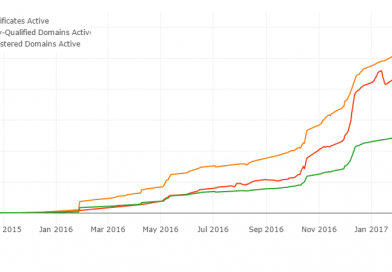 ificates Active
y-Qualified Domains Active
stered Domains Active
2015 Jan 2016 Mar 2016 May 2016 Jul 2016 Sep 2016 Nov 2016 Jan 2017